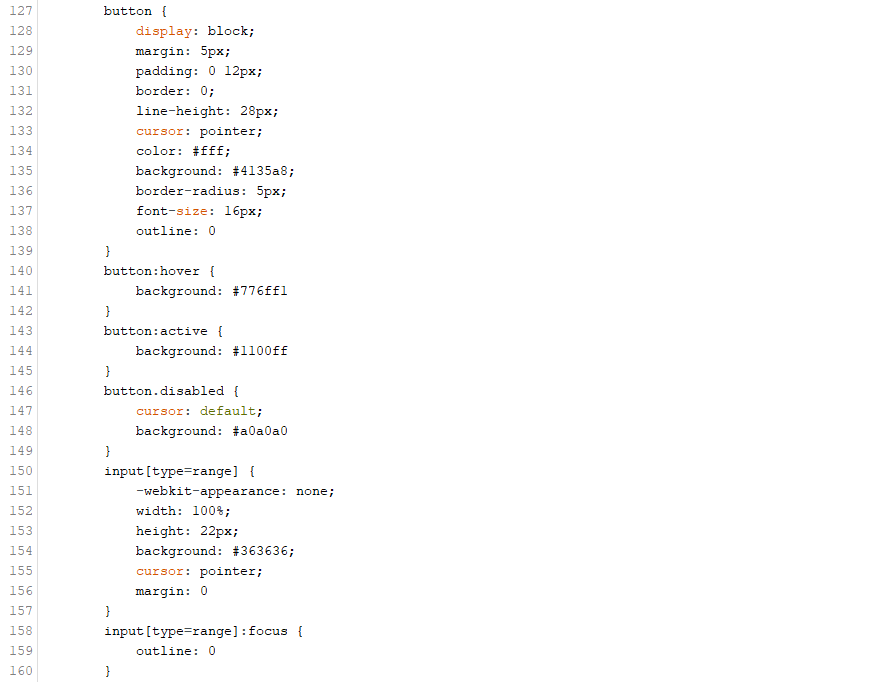 127 button {
128 display: block;
129 margin: 5px;
130 padding: 0 12px;
131 border: 0;
132 line-height: 28px;
133 cursor: pointer;
134 color: #fff;
135 background: #4135a8;
136 border-radius: 5px;
137 font-size: 16px;
138 outline: 0
139 }
140 button:hover {
141 background: #776ff1
142 }
143 button:active {
144 background: #1100ff
145 }
146 button.disabled {
147 cursor: default;
148 background: #a0a0a0
149 }
150 input[type=range] {
151 -webkit-appearance: none;
152 width: 100%;
153 height: 22px;
154 background: #363636;
155 cursor: pointer;
156 margin: 0
157 }
158 input[type=range]:focus {
159 outline: 0
160 }